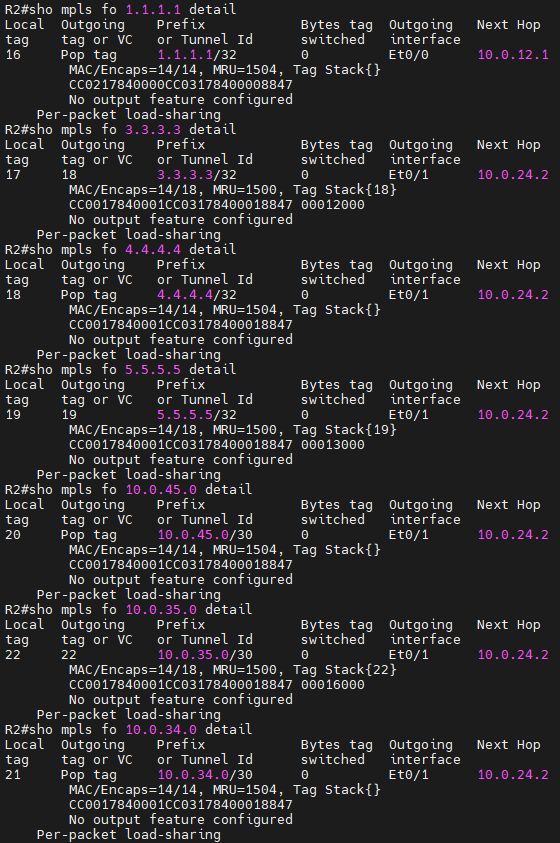 R2#sho mpls fo 1.1.1.1 detail
Local  Outgoing    Prefix            Bytes tag  Outgoing   Next Hop
tag    tag or VC   or Tunnel Id      switched   interface
16     Pop tag     1.1.1.1/32        0          Et0/0      10.0.12.1
        MAC/Encaps=14/14, MRU=1504, Tag Stack{}
        CC0217840000CC03178400008847
        No output feature configured
    Per-packet load-sharing
R2#sho mpls fo 3.3.3.3 detail
Local  Outgoing    Prefix            Bytes tag  Outgoing   Next Hop
tag    tag or VC   or Tunnel Id      switched   interface
17     18          3.3.3.3/32        0          Et0/1      10.0.24.2
        MAC/Encaps=14/18, MRU=1500, Tag Stack{18}
        CC0017840001CC03178400018847 00012000
        No output feature configured
    Per-packet load-sharing
R2#sho mpls fo 4.4.4.4 detail
Local  Outgoing    Prefix            Bytes tag  Outgoing   Next Hop
tag    tag or VC   or Tunnel Id      switched   interface
18     Pop tag     4.4.4.4/32        0          Et0/1      10.0.24.2
        MAC/Encaps=14/14, MRU=1504, Tag Stack{}
        CC0017840001CC03178400018847
        No output feature configured
    Per-packet load-sharing
R2#sho mpls fo 5.5.5.5 detail
Local  Outgoing    Prefix            Bytes tag  Outgoing   Next Hop
tag    tag or VC   or Tunnel Id      switched   interface
19     19          5.5.5.5/32        0          Et0/1      10.0.24.2
        MAC/Encaps=14/18, MRU=1500, Tag Stack{19}
        CC0017840001CC03178400018847 00013000
        No output feature configured
    Per-packet load-sharing
R2#sho mpls fo 10.0.45.0 detail
Local  Outgoing    Prefix            Bytes tag  Outgoing   Next Hop
tag    tag or VC   or Tunnel Id      switched   interface
20     Pop tag     10.0.45.0/30      0          Et0/1      10.0.24.2
        MAC/Encaps=14/14, MRU=1504, Tag Stack{}
        CC0017840001CC03178400018847
        No output feature configured
    Per-packet load-sharing
R2#sho mpls fo 10.0.35.0 detail
Local  Outgoing    Prefix            Bytes tag  Outgoing   Next Hop
tag    tag or VC   or Tunnel Id      switched   interface
22     22          10.0.35.0/30      0          Et0/1      10.0.24.2
        MAC/Encaps=14/18, MRU=1500, Tag Stack{22}
        CC0017840001CC03178400018847 00016000
        No output feature configured
    Per-packet load-sharing
R2#sho mpls fo 10.0.34.0 detail
Local  Outgoing    Prefix            Bytes tag  Outgoing   Next Hop
tag    tag or VC   or Tunnel Id      switched   interface
21     Pop tag     10.0.34.0/30      0          Et0/1      10.0.24.2
        MAC/Encaps=14/14, MRU=1504, Tag Stack{}
        CC0017840001CC03178400018847
        No output feature configured
    Per-packet load-sharing